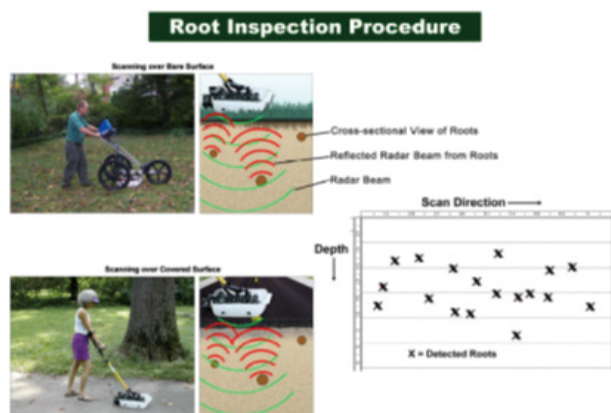 Root Inspection Procedure
Scanning over Bare Surface
Cross-sectional View of Roots
Reflected Radar Beam from Roots
Radar Beam
Scan Direction
Depth
Scanning over Covered Surface
X = Detected Roots